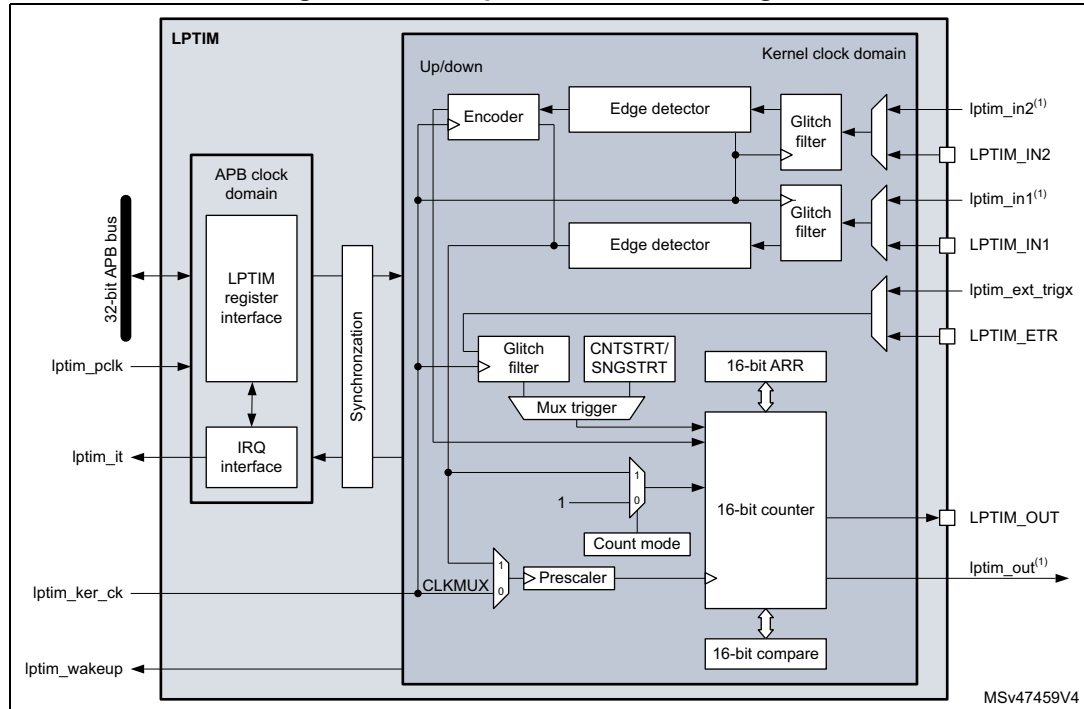 LPTIM
Kernel clock domain
Up/down
Encoder
Edge detector
Glitch
filter
lptim_in2(1)
LPTIM_IN2
APB clock
domain
32-bit APB bus
LPTIM
register
interface
Synchronization
Edge detector
Glitch
filter
lptim_in1(1)
LPTIM_IN1
lptim_ext_trigx
LPTIM_ETR
lptim_pclk
Glitch
filter
CNTSTRT/
SNGSTRT
16-bit ARR
Mux trigger
lptim_it
IRQ
interface
1
0
1
16-bit counter
LPTIM_OUT
Count mode
lptim_out(1)
lptim_ker_ck
CLKMUX
1
0
Prescaler
16-bit compare
lptim_wakeup
MSv47459V4